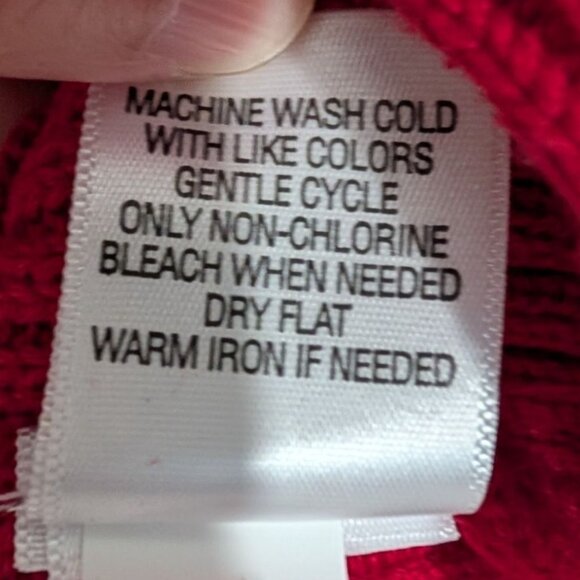 MACHINE WASH COLD
WITH LIKE COLORS
GENTLE CYCLE
ONLY NON-CHLORINE
BLEACH WHEN NEEDED
DRY FLAT
WARM IRON IF NEEDED